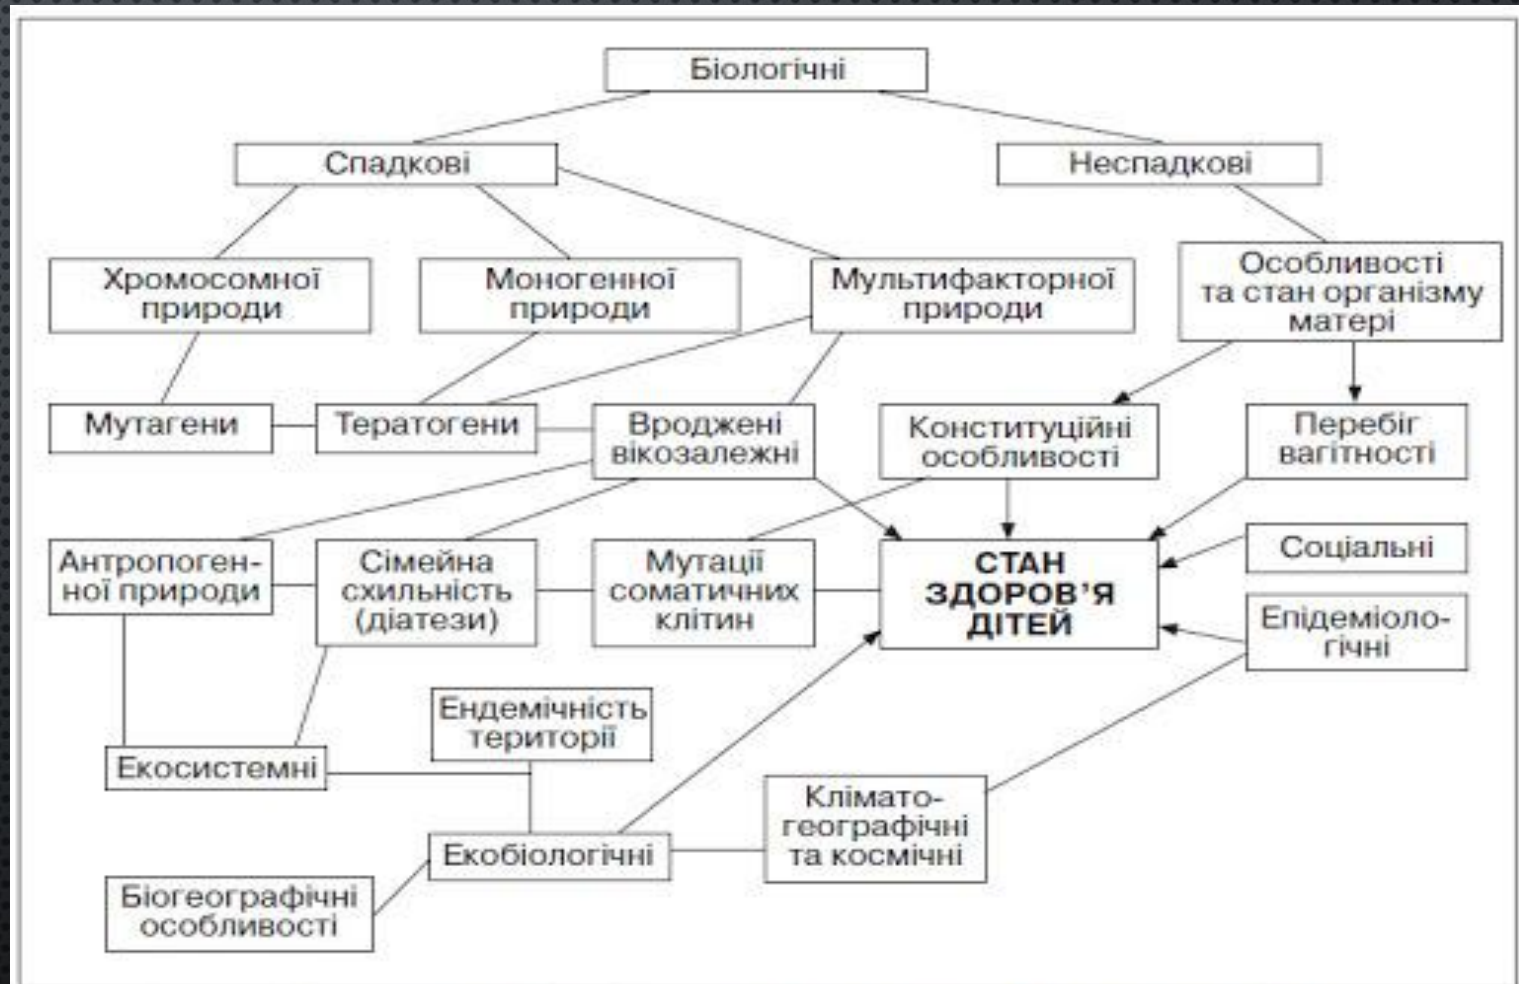 Біологічні
Спадкові
Неспадкові
Хромосомної
природи
Моногенної
природи
Мультифакторної
природи
Особливості
та стан організму
матері
Мутагени
Тератогени
Вроджені
вікозалежні
Конституційні
особливості
Перебіг
вагітності
Антропоген-
ної природи
Сімейна
схильність
(діатези)
Мутації
соматичних
клітин
СТАН
ЗДОРОВ’Я
ДІТЕЙ
Соціальні
Епідеміоло-
гічні
Ендемічність
території
Екосистемні
Клімато-
географічні
та космічні
Екобіологічні
Біогеографічні
особливості